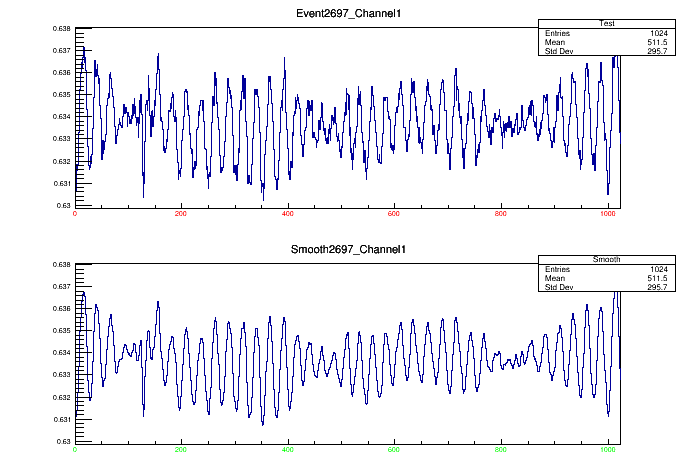 Event2697_Channel1
Test
Entries 1024
Mean 511.5
Std Dev 295.7
0.638
0.637
0.636
0.635
0.634
0.633
0.632
0.631
0.63
0 200 400 600 800 1000
Smooth2697_Channel1
Smooth
Entries 1024
Mean 511.5
Std Dev 295.7
0.638
0.637
0.636
0.635
0.634
0.633
0.632
0.631
0.63
0 200 400 600 800 1000